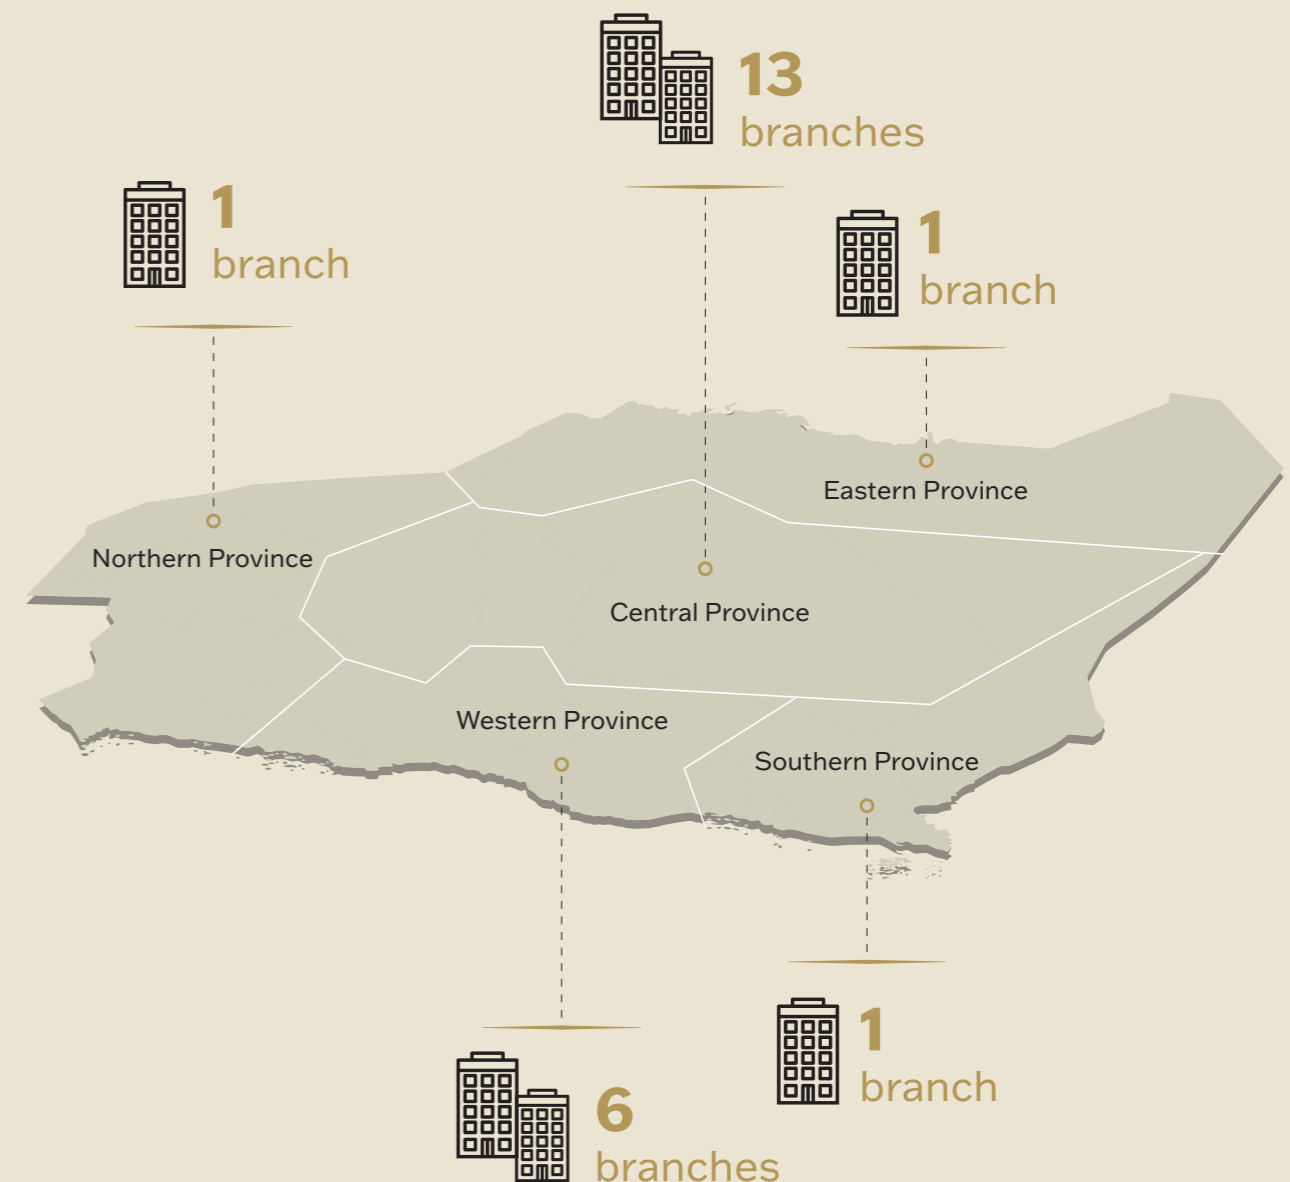 13
branches
1
branch
1
branch
Eastern Province
Northern Province
Central Province
Western Province
Southern Province
1
branch
6
branches